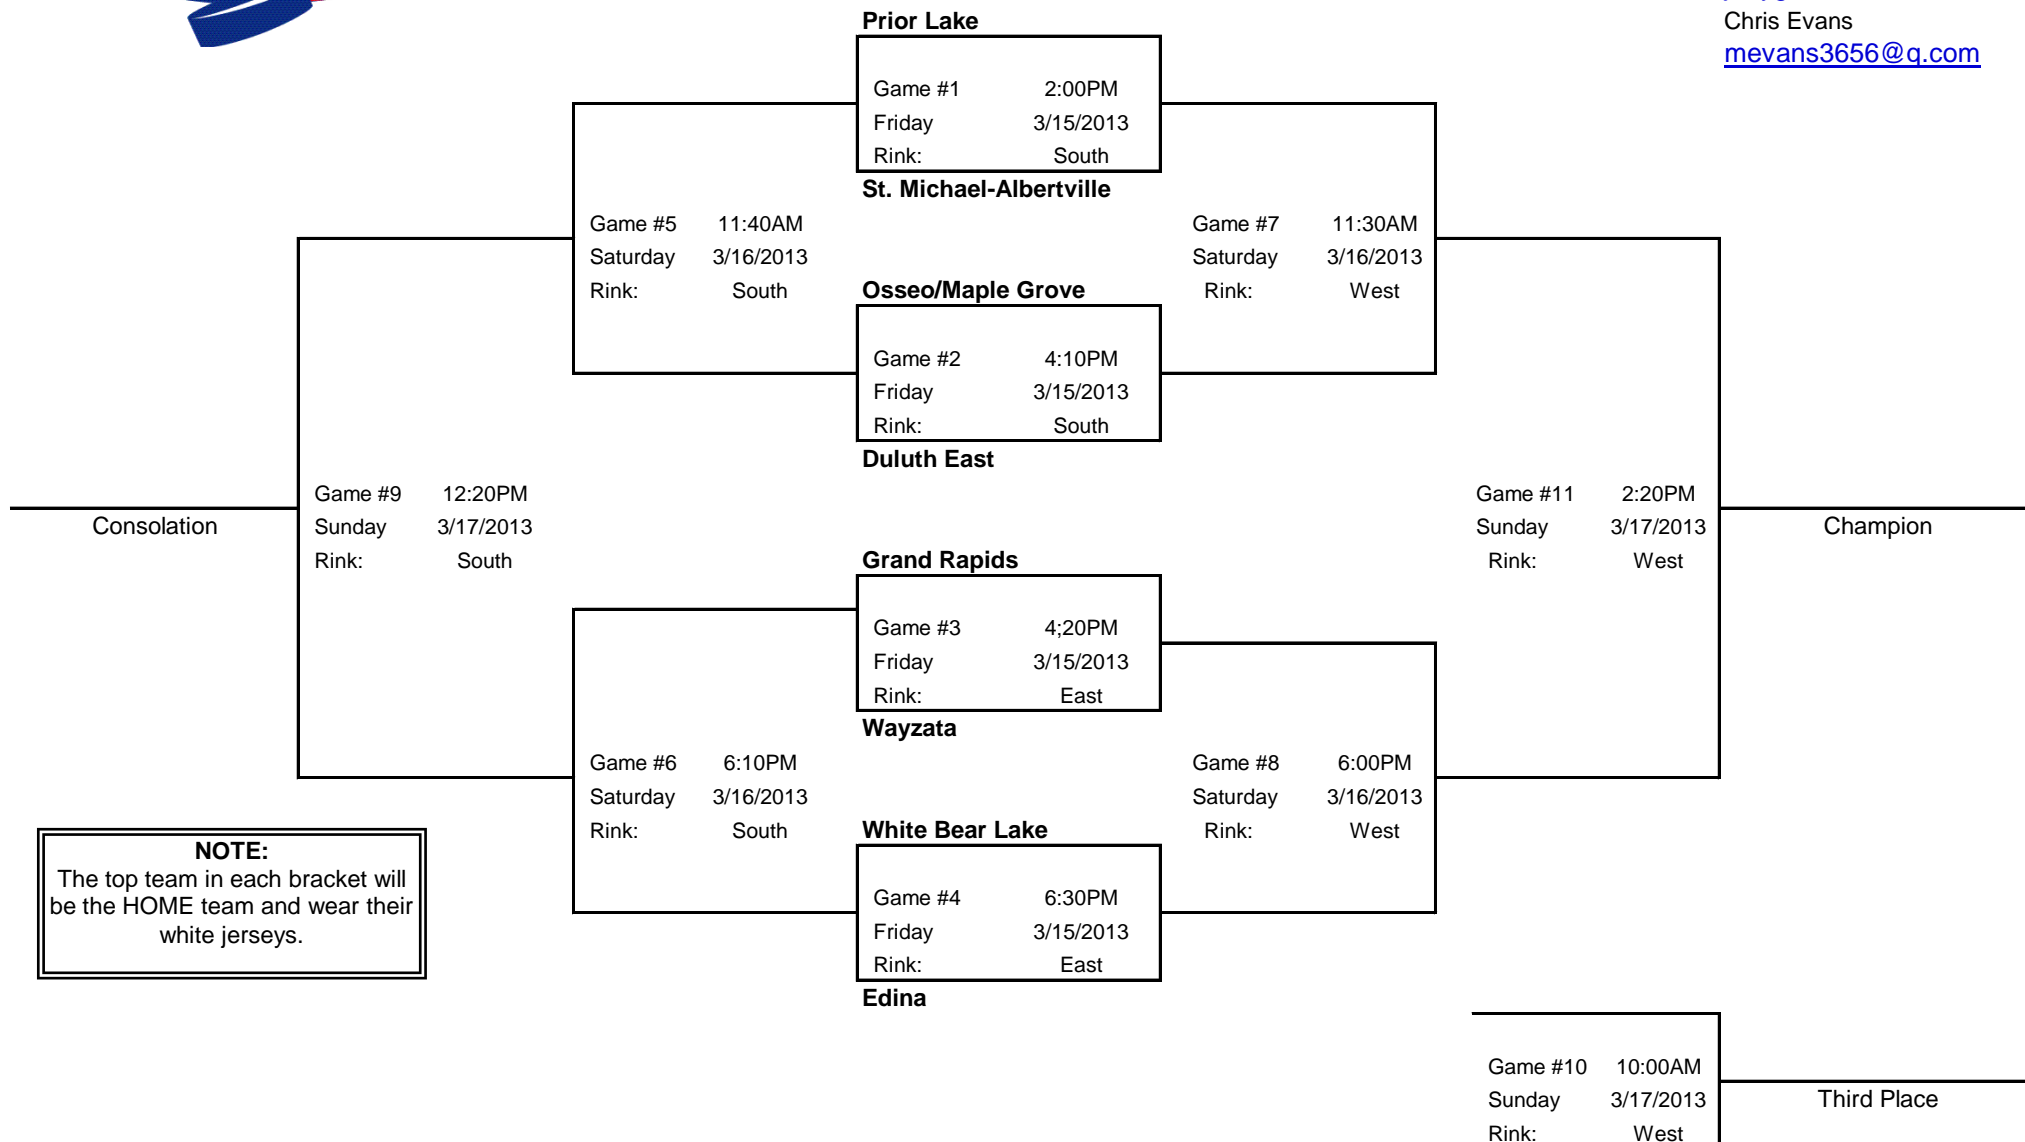 Prior Lake
Chris Evans
mevans3656@q.com
Game #1 2:00PM
Friday 3/15/2013
Rink: South
St. Michael-Albertville
Game #5 11:40AM
Saturday 3/16/2013
Rink: South
Game #7 11:30AM
Saturday 3/16/2013
Rink: West
Osseo/Maple Grove
Game #2 4:10PM
Friday 3/15/2013
Rink: South
Duluth East
Game #9 12:20PM
Sunday 3/17/2013
Rink: South
Consolation
Game #11 2:20PM
Sunday 3/17/2013
Rink: West
Champion
Grand Rapids
Game #3 4;20PM
Friday 3/15/2013
Rink: East
Wayzata
Game #6 6:10PM
Saturday 3/16/2013
Rink: South
Game #8 6:00PM
Saturday 3/16/2013
Rink: West
White Bear Lake
Game #4 6:30PM
Friday 3/15/2013
Rink: East
Edina
NOTE:
The top team in each bracket will
be the HOME team and wear their
white jerseys.
Game #10 10:00AM
Sunday 3/17/2013
Rink: West
Third Place